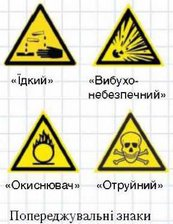 «Їдкий» «Вибухо-
небезпечний»
«Окиснювач» «Отруйний»
Попереджувальні знаки